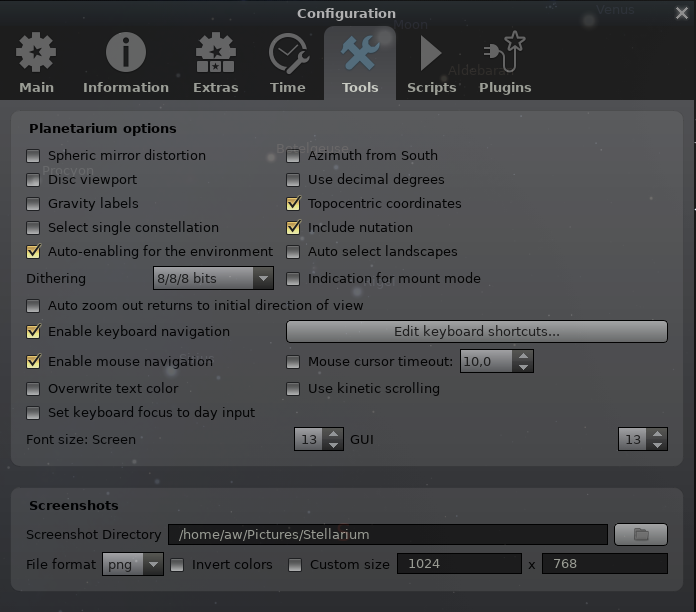 Configuration
Moon
Venus
Aldebaran
Main Information Extras Time Tools Scripts Plugins
Planetarium options
Betelgeuse
Spheric mirror distortion Azimuth from South
Procyon
Disc viewport Use decimal degrees
Gravity labels Topocentric coordinates
Select single constellation Include nutation
Auto-enabling for the environment Auto select landscapes
Dithering 8/8/8 bits Indication for mount mode
Auto zoom out returns to initial direction of view
Enable keyboard navigation Edit keyboard shortcuts...
Enable mouse navigation Mouse cursor timeout: 10,0
Overwrite text color Use kinetic scrolling
Set keyboard focus to day input
Font size: Screen 13 GUI 13
Screenshots
Screenshot Directory /home/aw/Pictures/Stellarium
File format png Invert colors Custom size 1024 x 768